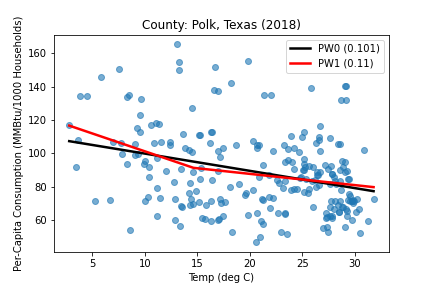 County: Polk, Texas (2018)
Per-Capita Consumption (MMBtu/1000 Households)
160
140
120
100
80
60
PW0 (0.101)
PW1 (0.11)
5 10 15 20 25 30
Temp (deg C)